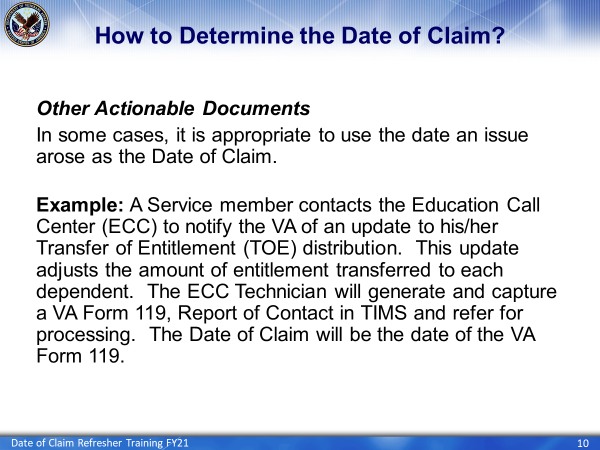 How to Determine the Date of Claim?
Other Actionable Documents
In some cases, it is appropriate to use the date an issue
arose as the Date of Claim.
Example: A Service member contacts the Education Call
Center (ECC) to notify the VA of an update to his/her
Transfer of Entitlement (TOE) distribution.  This update
adjusts the amount of entitlement transferred to each
dependent.  The ECC Technician will generate and capture
a VA Form 119, Report of Contact in TIMS and refer for
processing.  The Date of Claim will be the date of the VA
Form 119.
Date of Claim Refresher Training FY21
10